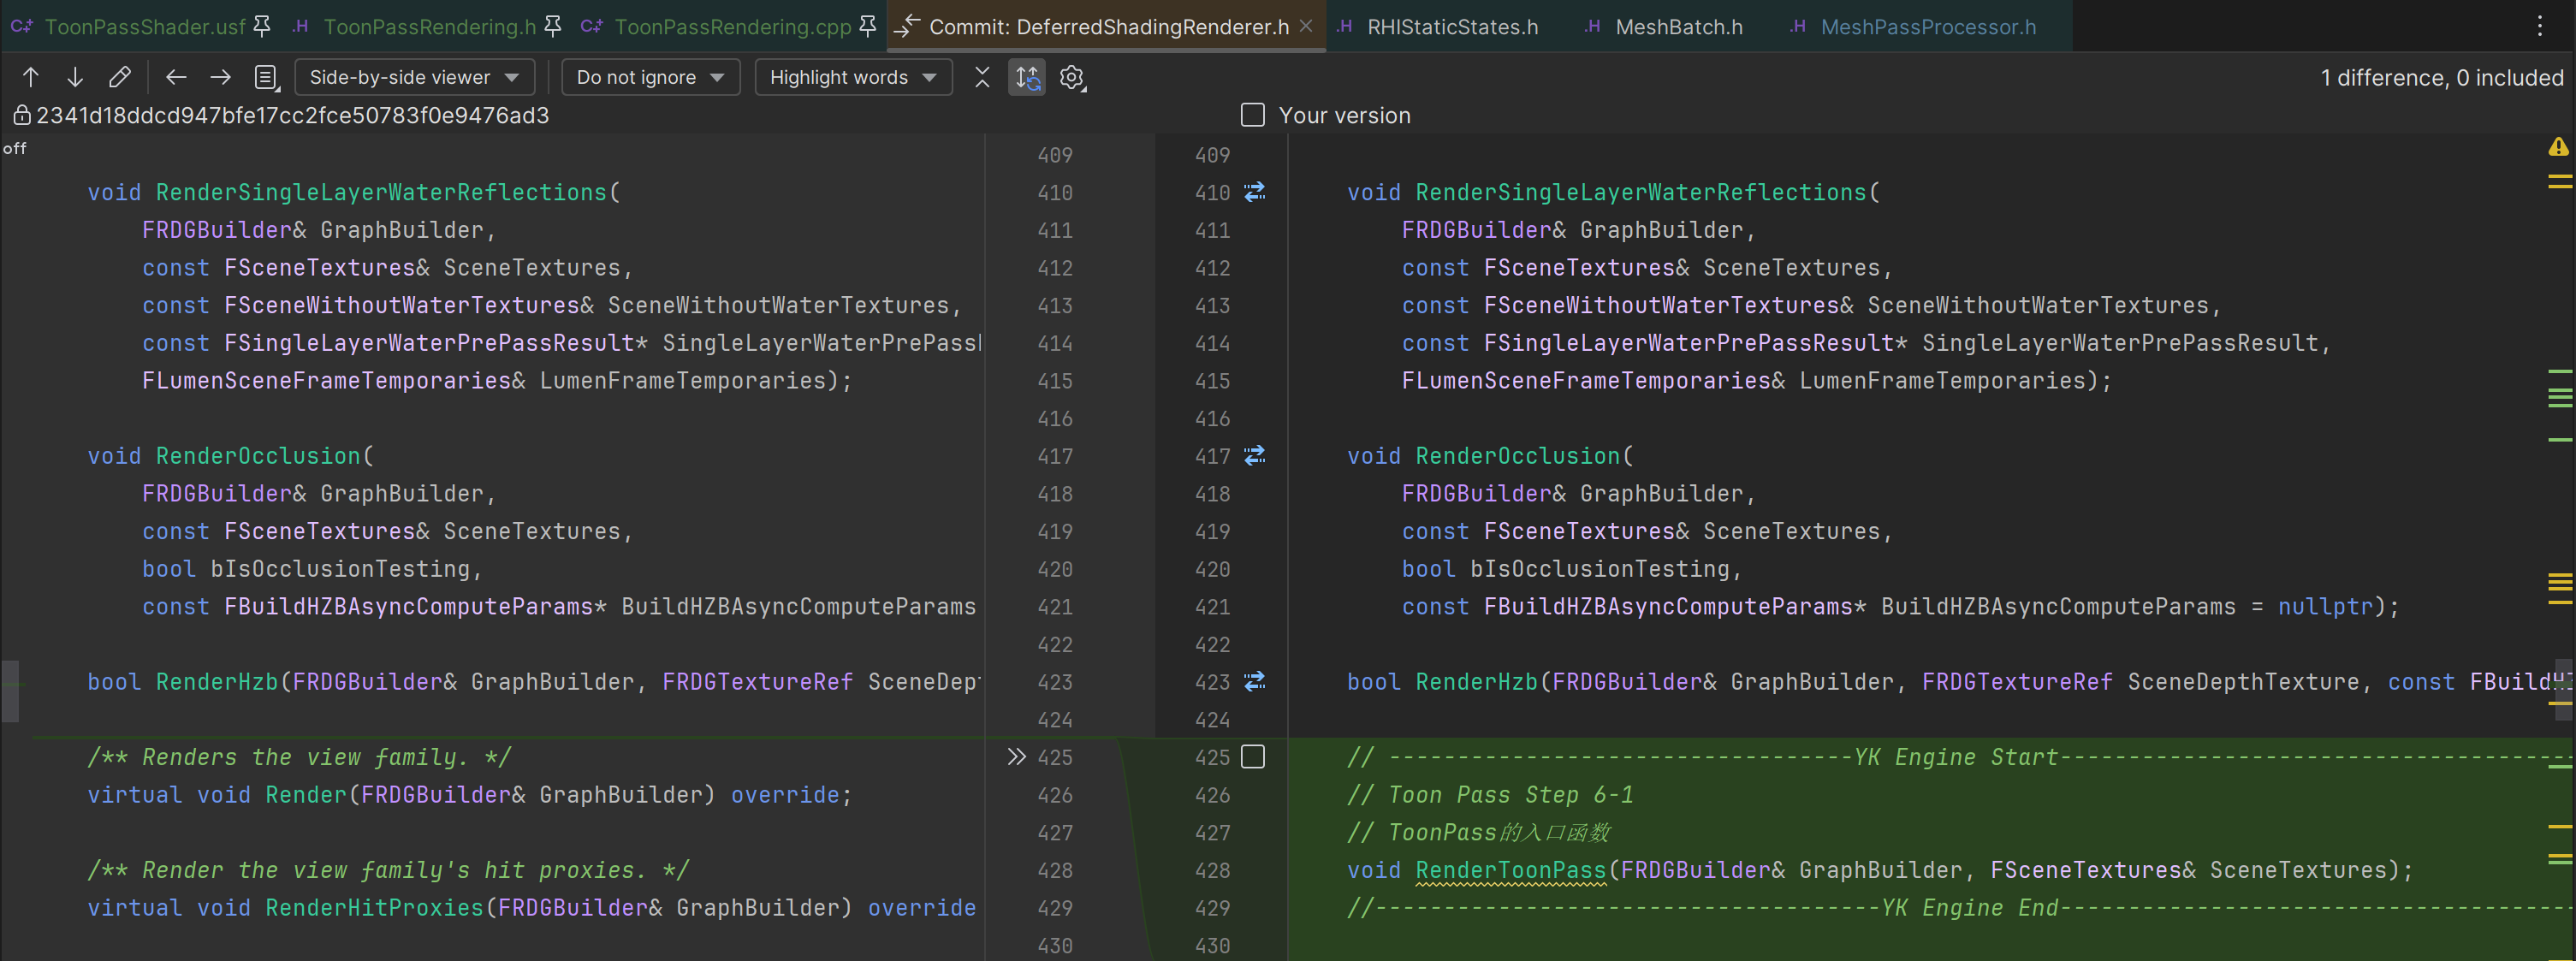 ToonPassShader.usf .H ToonPassRendering.h ToonPassRendering.cpp Commit: DeferredShadingRenderer.h .H RHIStaticStates.h .H MeshBatch.h .H MeshPassProcessor.h
Side-by-side viewer Do not ignore Highlight words 1 difference, 0 included
2341d18ddcd947bfe17cc2fce50783f0e9476ad3 Your version
off
409 409
void RenderSingleLayerWaterReflections( 410 410 void RenderSingleLayerWaterReflections(
FRDGBuilder& GraphBuilder, 411 411 FRDGBuilder& GraphBuilder,
const FSceneTextures& SceneTextures, 412 412 const FSceneTextures& SceneTextures,
const FSceneWithoutWaterTextures& SceneWithoutWaterTextures, 413 413 const FSceneWithoutWaterTextures& SceneWithoutWaterTextures,
const FSingleLayerWaterPrePassResult* SingleLayerWaterPrePass 414 414 const FSingleLayerWaterPrePassResult* SingleLayerWaterPrePassResult,
FLumenSceneFrameTemporaries& LumenFrameTemporaries); 415 415 FLumenSceneFrameTemporaries& LumenFrameTemporaries);
416 416
void RenderOcclusion( 417 417 void RenderOcclusion(
FRDGBuilder& GraphBuilder, 418 418 FRDGBuilder& GraphBuilder,
const FSceneTextures& SceneTextures, 419 419 const FSceneTextures& SceneTextures,
bool bIsOcclusionTesting, 420 420 bool bIsOcclusionTesting,
const FBuildHZBAsyncComputeParams* BuildHZBAsyncComputeParams 421 421 const FBuildHZBAsyncComputeParams* BuildHZBAsyncComputeParams = nullptr);
422 422
bool RenderHzb(FRDGBuilder& GraphBuilder, FRDGTextureRef SceneDep 423 423 bool RenderHzb(FRDGBuilder& GraphBuilder, FRDGTextureRef SceneDepthTexture, const FBuildH
424 424
/** Renders the view family. */ 425 425 // ----------------------------------YK Engine Start--------------------------------------
virtual void Render(FRDGBuilder& GraphBuilder) override; 426 426 // Toon Pass Step 6-1
427 427 // ToonPass的入口函数
/** Render the view family's hit proxies. */ 428 428 void RenderToonPass(FRDGBuilder& GraphBuilder, FSceneTextures& SceneTextures);
virtual void RenderHitProxies(FRDGBuilder& GraphBuilder) override 429 429 //-------------------------------------YK Engine End--------------------------------------
430 430